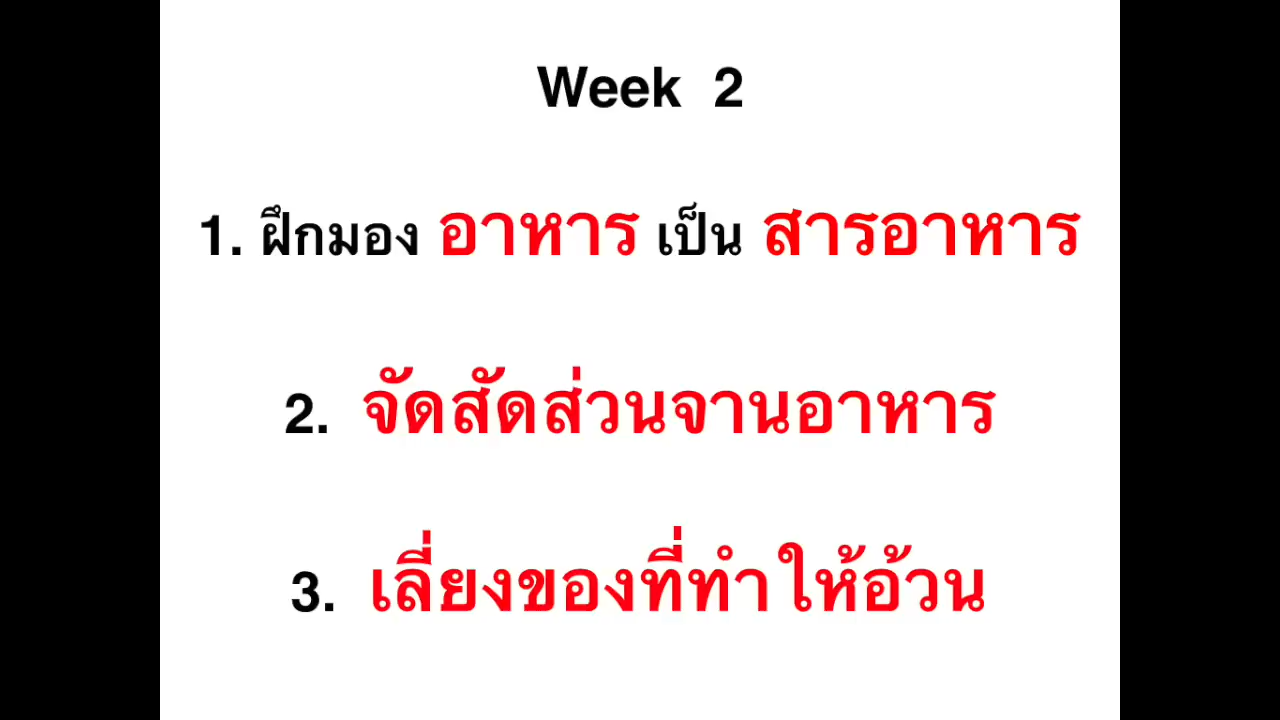 Week 2
1. ฝึกมอง อาหาร เป็น สารอาหาร
2. จัดสัดส่วนจานอาหาร
3. เลี่ยงของที่ทำให้อ้วน